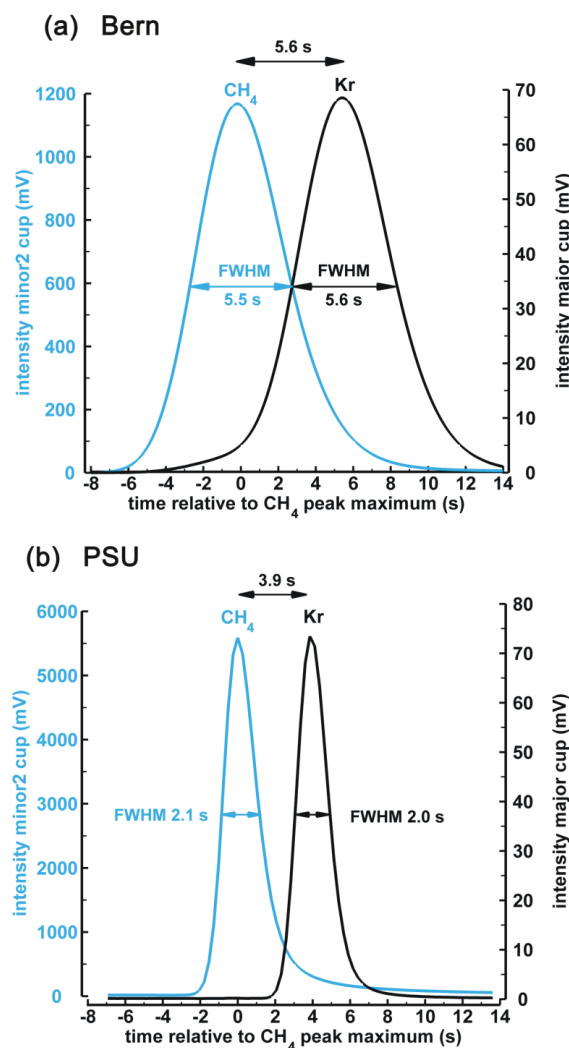 (a) Bern
5.6 s
CH4
Kr
1200
1000
800
600
400
200
0
intensity minor2 cup (mV)
FWHM
5.5 s
FWHM
5.6 s
70
60
50
40
30
20
10
0
intensity major cup (mV)
-8 -6 -4 -2 0 2 4 6 8 10 12 14
time relative to CH4 peak maximum (s)
(b) PSU
3.9 s
CH4
Kr
6000
5000
4000
3000
2000
1000
0
intensity minor2 cup (mV)
FWHM 2.1 s
FWHM 2.0 s
80
70
60
50
40
30
20
10
0
intensity major cup (mV)
-8 -6 -4 -2 0 2 4 6 8 10 12 14
time relative to CH4 peak maximum (s)